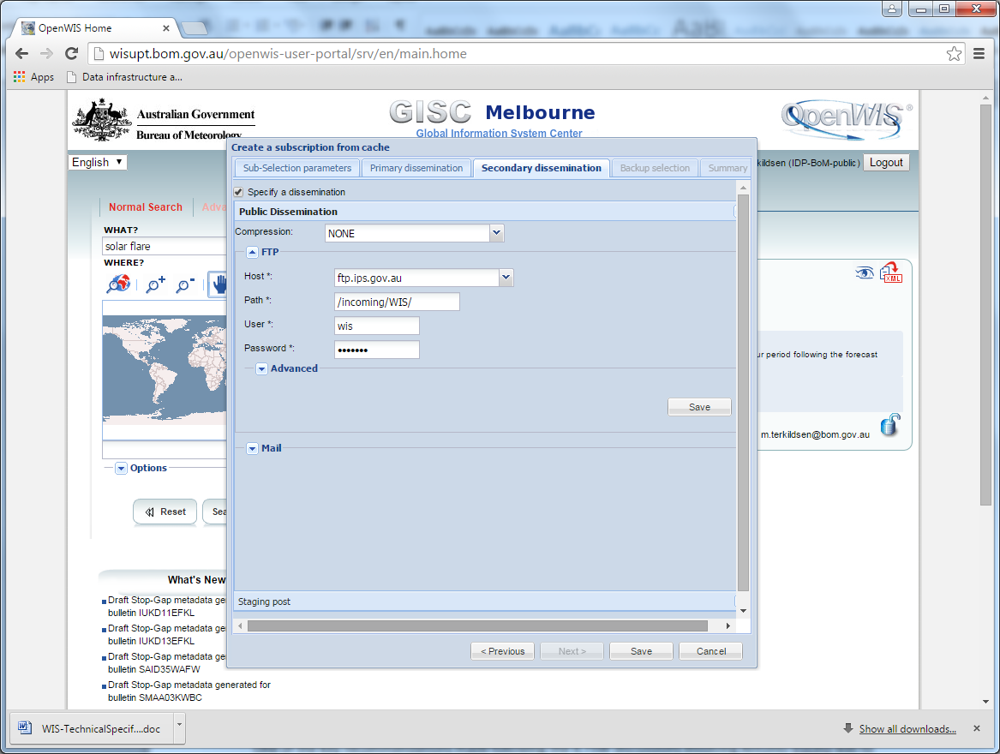 OpenWIS Home
wisupt.bom.gov.au/openwis-user-portal/srv/en/main.home
Apps
Data infrastructure a...
Australian Government
Bureau of Meteorology
GISC Melbourne
Global Information System Center
OpenWIS®
English
kildsen (IDP-BoM-public)
Logout
Create a subscription from cache
Sub-Selection parameters
Primary dissemination
Secondary dissemination
Backup selection
Summary
Normal Search
Adva
WHAT?
solar flare
WHERE?
Specify a dissemination
Public Dissemination
Compression:
NONE
FTP
Host *:
ftp.ips.gov.au
Path *:
/incoming/WIS/
User *:
wis
Password *:
•••••••
Advanced
Save
Mail
Staging post
< Previous
Next >
Save
Cancel
XML
ur period following the forecast
m.terkildsen@bom.gov.au
Options
Reset
Sea
What's New
Draft Stop-Gap metadata ge
bulletin IUKD11EFKL
Draft Stop-Gap metadata ge
bulletin IUKD13EFKL
Draft Stop-Gap metadata ge
bulletin SAID35WAFW
Draft Stop-Gap metadata generated for
bulletin SMAA03KWBC
WIS-TechnicalSpecif....doc
Show all downloads...